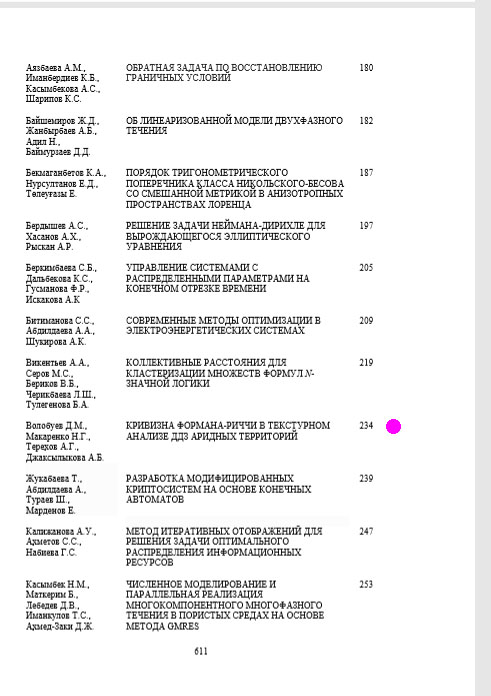 Аязбаева А.М., ОБРАТНАЯ ЗАДАЧА ПО ВОССТАНОВЛЕНИЮ 180
Иманбердиев К.Б., ГРАНИЧНЫХ УСЛОВИЙ
Касымбекова А.С.,
Шарипов К.С.
Байшемиров Ж.Д., ОБ ЛИНЕАРИЗОВАННОЙ МОДЕЛИ ДВУХФАЗНОГО 182
Жанбырбаев А.Б., ТЕЧЕНИЯ
Адил Н.,
Баймурзаев Д.Д.
Бекмаганбетов К.А., ПОРЯДОК ТРИГОНОМЕТРИЧЕСКОГО 187
Нурсултанов Е.Д., ПОПЕРЕЧНИКА КЛАССА НИКОЛЬСКОГО-БЕСОВА
Төлеуғазы Е. СО СМЕШАННОЙ МЕТРИКОЙ В АНИЗОТРОПНЫХ
ПРОСТРАНСТВАХ ЛОРЕНЦА
Бердышев А.С., РЕШЕНИЕ ЗАДАЧИ НЕЙМАНА-ДИРИХЛЕ ДЛЯ 197
Хасанов А.Х., ВЫРОЖДАЮЩЕГОСЯ ЭЛЛИПТИЧЕСКОГО
Рыскан А.Р. УРАВНЕНИЯ
Беркимбаева С.Б., УПРАВЛЕНИЕ СИСТЕМАМИ С 205
Дальбекова К.С., РАСПРЕДЕЛЕННЫМИ ПАРАМЕТРАМИ НА
Гусманова Ф.Р., КОНЕЧНОМ ОТРЕЗКЕ ВРЕМЕНИ
Искакова А.К
Битиманова С.С., СОВРЕМЕННЫЕ МЕТОДЫ ОПТИМИЗАЦИИ В 209
Абдилдаева А.А., ЭЛЕКТРОЭНЕРГЕТИЧЕСКИХ СИСТЕМАХ
Шукирова А.К.
Викентьев А.А., КОЛЛЕКТИВНЫЕ РАССТОЯНИЯ ДЛЯ 219
Серов М.С., КЛАСТЕРИЗАЦИИ МНОЖЕСТВ ФОРМУЛ N-
Бериков В.Б., ЗНАЧНОЙ ЛОГИКИ
Черикбаева Л.Ш.,
Тулегенова Б.А.
Волобуев Д.М., КРИВИЗНА ФОРМАНА-РИЧЧИ В ТЕКСТУРНОМ 234
Макаренко Н.Г., АНАЛИЗЕ ДДЗ АРИДНЫХ ТЕРРИТОРИЙ
Терехов А.Г.,
Джаксылыкова А.Б.
Жукабаева Т., РАЗРАБОТКА МОДИФИЦИРОВАННЫХ 239
Абдилдаева А., КРИПТОСИСТЕМ НА ОСНОВЕ КОНЕЧНЫХ
Тураев Ш., АВТОМАТОВ
Марденов Е.
Калижанова А.У., МЕТОД ИТЕРАТИВНЫХ ОТОБРАЖЕНИЙ ДЛЯ 247
Ахметов С.С., РЕШЕНИЯ ЗАДАЧИ ОПТИМАЛЬНОГО
Набиева Г.С. РАСПРЕДЕЛЕНИЯ ИНФОРМАЦИОННЫХ
РЕСУРСОВ
Касымбек Н.М., ЧИСЛЕННОЕ МОДЕЛИРОВАНИЕ И 253
Маткерим Б., ПАРАЛЛЕЛЬНАЯ РЕАЛИЗАЦИЯ
Лебедев Д.В., МНОГОКОМПОНЕНТНОГО МНОГОФАЗНОГО
Иманкулов Т.С., ТЕЧЕНИЯ В ПОРИСТЫХ СРЕДАХ НА ОСНОВЕ
Ахмед-Заки Д.Ж. МЕТОДА GMRES
611